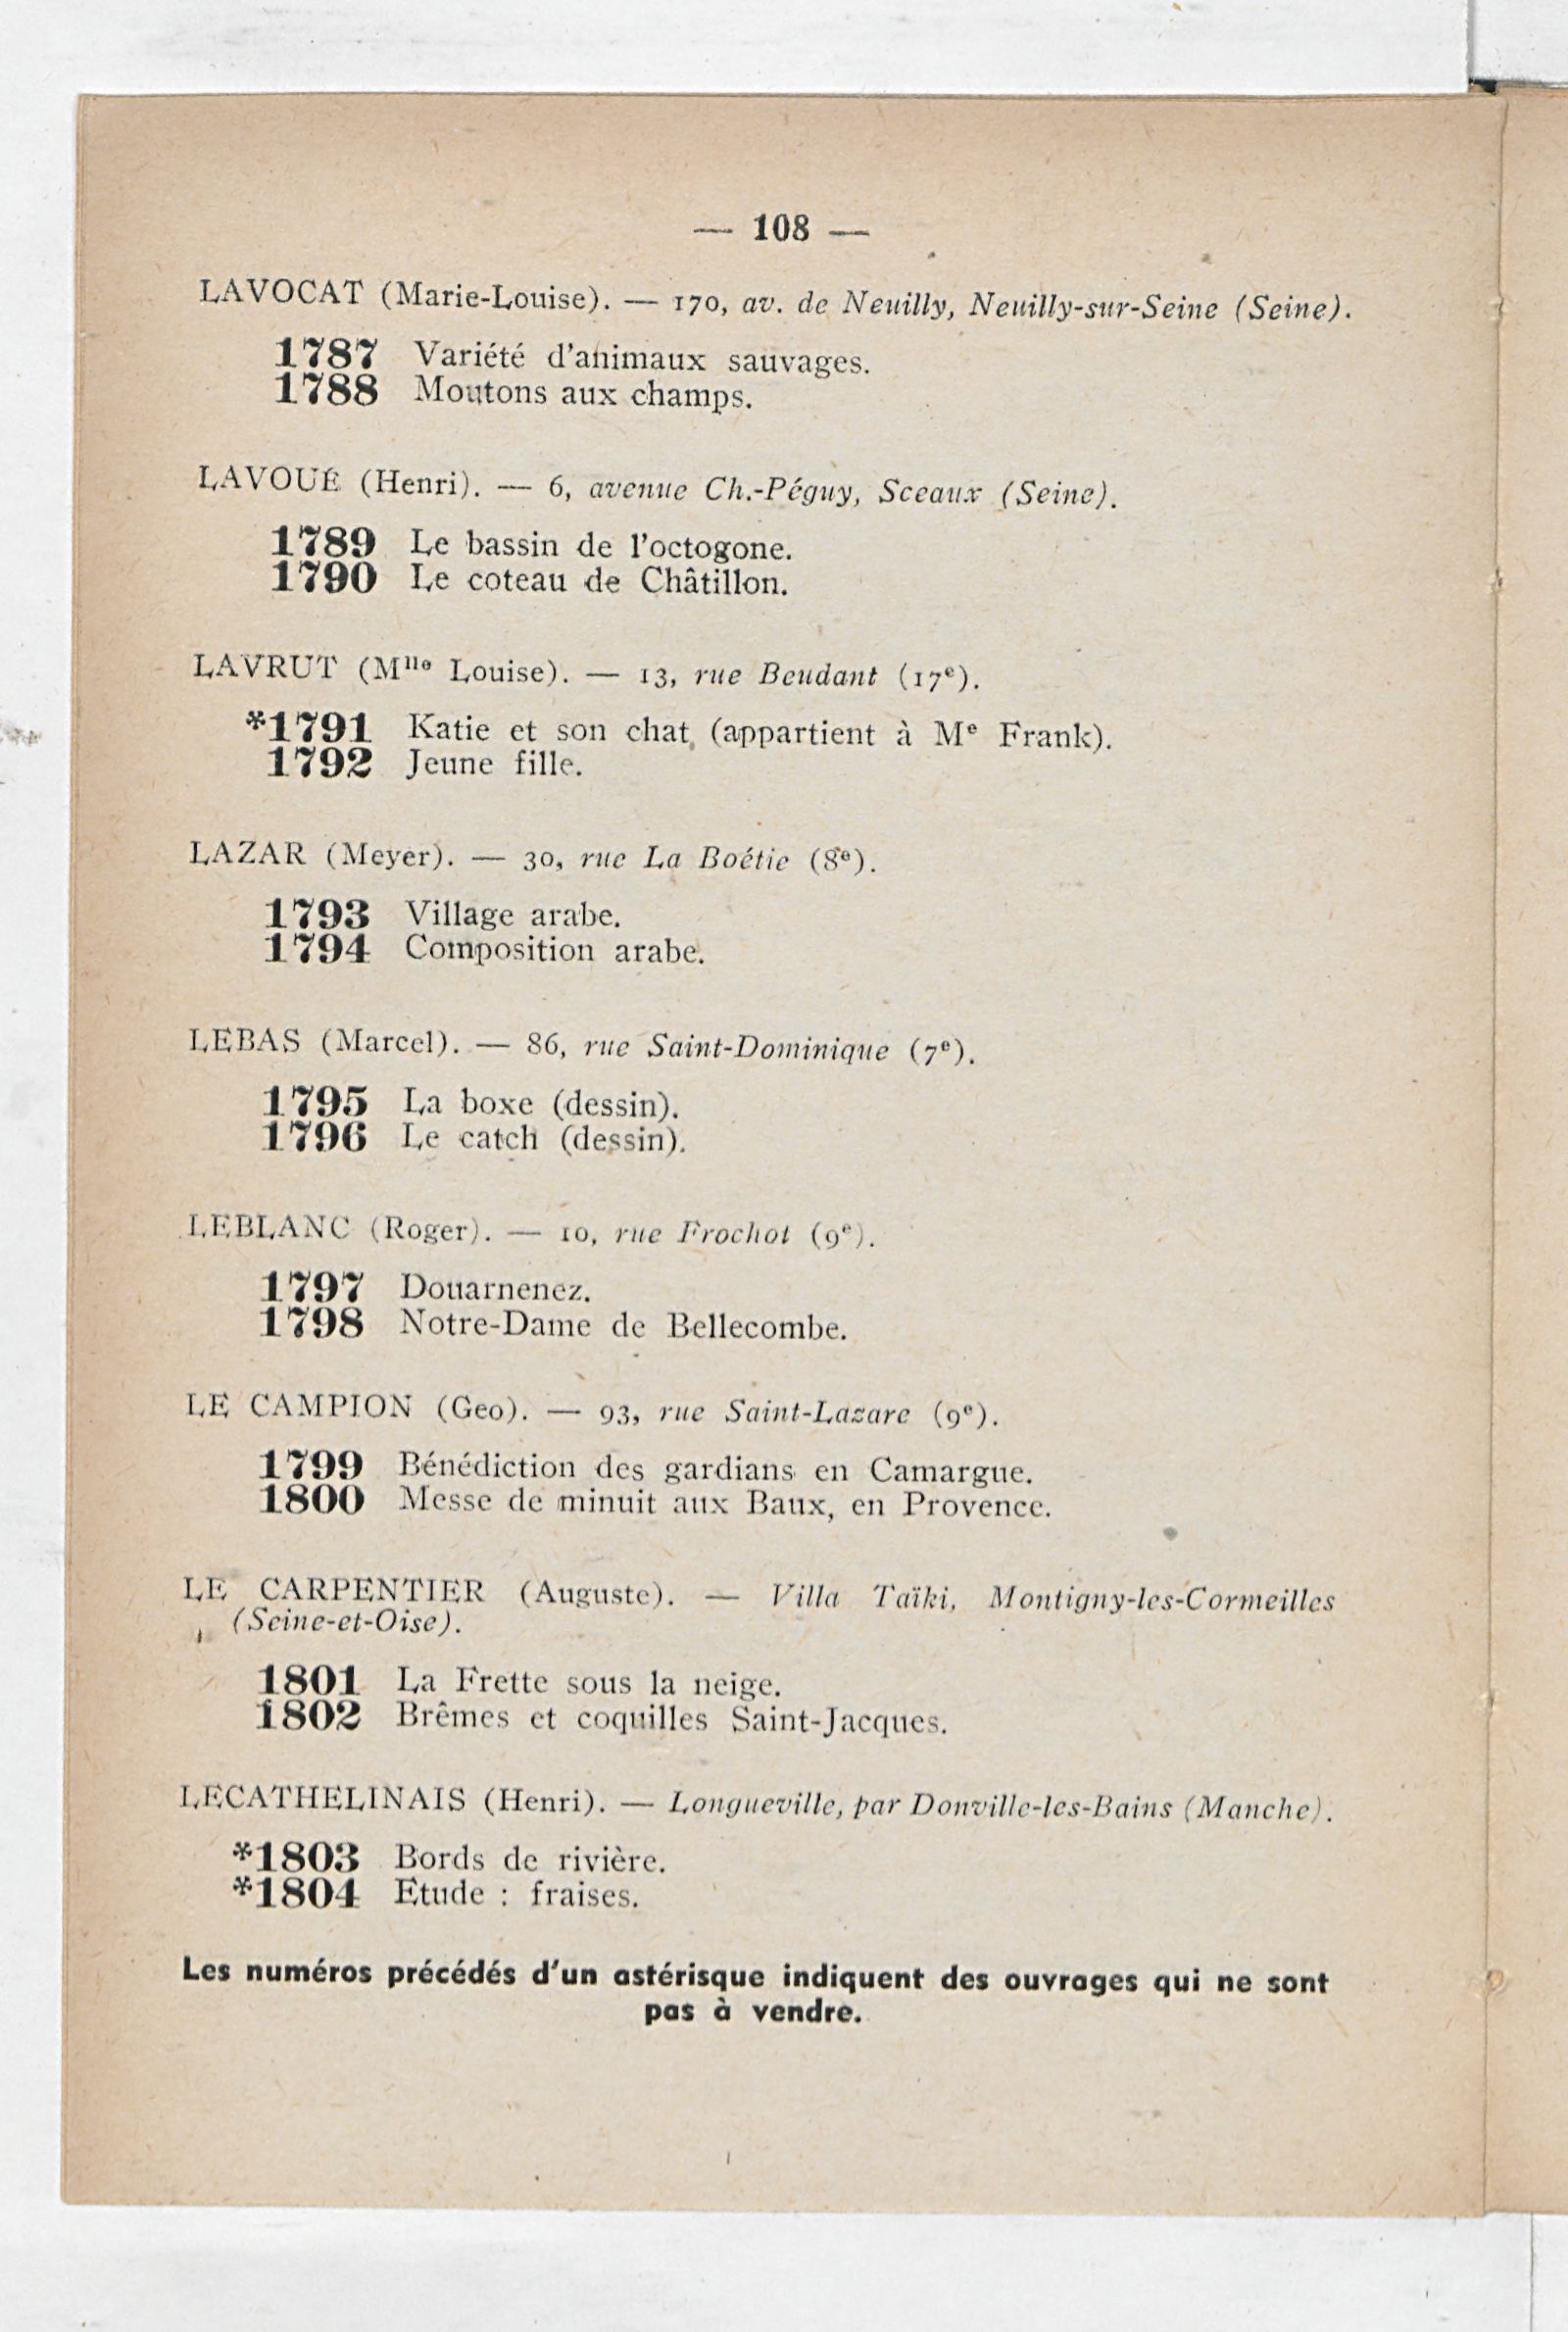 — 108 —
LAVOCAT (Marie-Louise). — 170, av. de Neuilly, Neuilly-sur-Seine (Seine).
1787 Variété d'animaux sauvages.
1788 Moutons aux champs.
LAVOUÉ (Henri). — 6, avenue Ch.-Péguy, Sceaux (Seine).
1789 Le bassin de l'octogone.
1790 Le coteau de Châtillon.
LAVRUT (Mlle Louise). — 13, rue Beudant (17e).
*1791 Katie et son chat (appartient à Me Frank).
1792 Jeune fille.
LAZAR (Meyer). — 30, rue La Boétie (8e).
1793 Village arabe.
1794 Composition arabe.
LEBAS (Marcel). — 86, rue Saint-Dominique (7e).
1795 La boxe (dessin).
1796 Le catch (dessin).
LEBLANC (Roger). — 10, rue Frochot (9e).
1797 Douarnenez.
1798 Notre-Dame de Bellecombe.
LE CAMPION (Geo). — 93, rue Saint-Lazare (9e).
1799 Bénédiction des gardians en Camargue.
1800 Messe de minuit aux Baux, en Provence.
LE CARPENTIER (Auguste). — Villa Taïki, Montigny-les-Cormeilles
(Seine-et-Oise).
1801 La Frette sous la neige.
1802 Brêmes et coquilles Saint-Jacques.
LECATHELINAIS (Henri). — Longueville, par Donville-les-Bains (Manche).
*1803 Bords de rivière.
*1804 Etude : fraises.
Les numéros précédés d'un astérisque indiquent des ouvrages qui ne sont
pas à vendre.